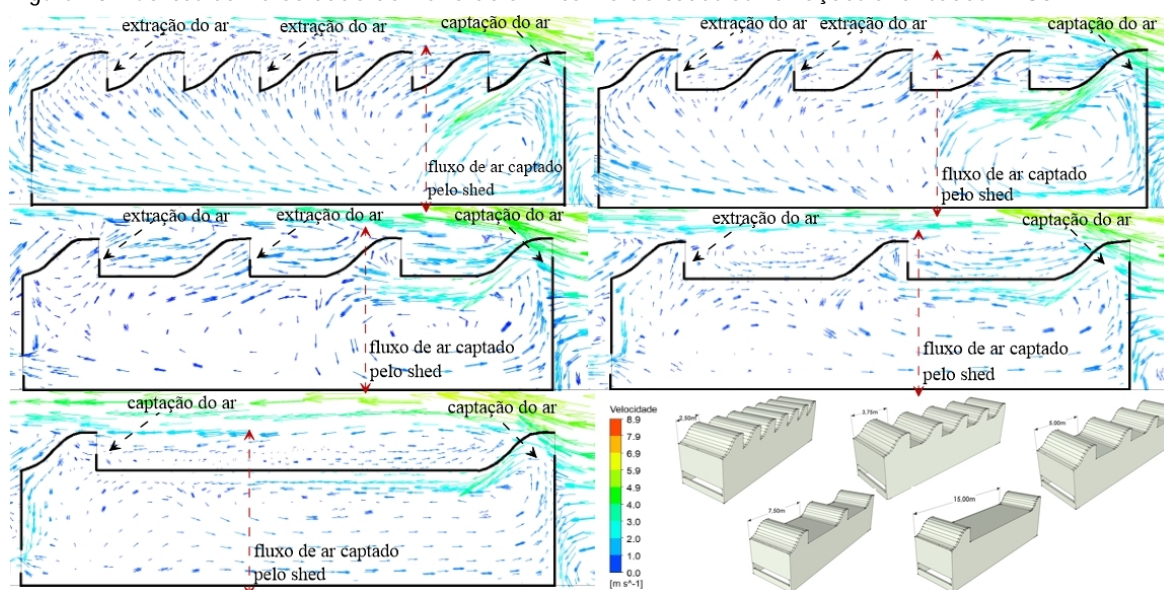 extração do ar
extração do ar
captação do ar
fluxo de ar captado
pelo shed
extração do ar
extração do ar
captação do ar
fluxo de ar captado
pelo shed
extração do ar
extração do ar
captação do ar
fluxo de ar captado
pelo shed
extração do ar
captação do ar
fluxo de ar captado
pelo shed
captação do ar
captação do ar
fluxo de ar captado
pelo shed
Velocidade
8.9
7.9
6.9
5.9
4.9
4.0
3.0
2.0
1.0
0.0
[m s^-1]
2,50m
3,75m
7,50m
15,00m